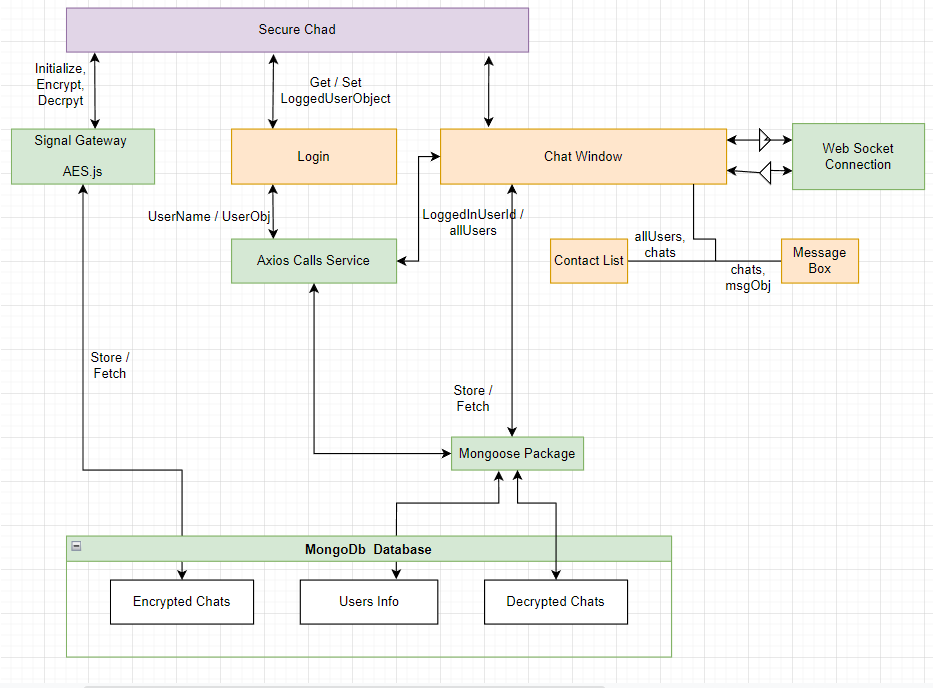 Secure Chad
Initialize,
Encrypt,
Decrpyt
Get / Set
LoggedUserObject
Signal Gateway
AES.js
Login
Chat Window
Web Socket
Connection
UserName / UserObj
LoggedInUserId /
allUsers
Axios Calls Service
allUsers,
chats
Contact List
Message
Box
chats,
msgObj
Store /
Fetch
Store /
Fetch
Mongoose Package
MongoDb  Database
Encrypted Chats
Users Info
Decrypted Chats